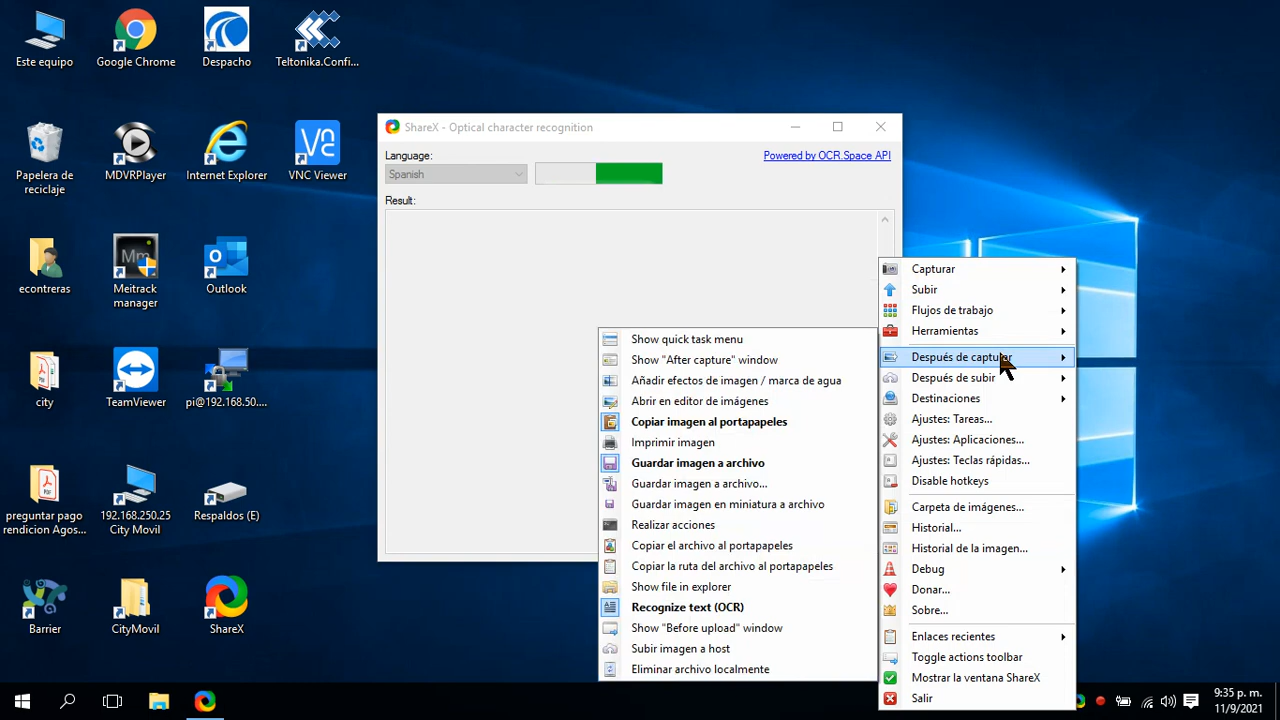 Este equipo
Google Chrome
Despacho
Teltonika.Confi...
Papelera de
reciclaje
MDVRPlayer
Internet Explorer
VNC Viewer
econtreras
Meitrack
manager
Outlook
city
TeamViewer
pi@192.168.50....
preguntar pago
rendicion Agos...
192.168.250.25
City Movil
Respaldos (E)
Barrier
CityMovil
ShareX
ShareX - Optical character recognition
Language:
Powered by OCR.Space API
Spanish
Result:
Show quick task menu
Show "After capture" window
Añadir efectos de imagen / marca de agua
Abrir en editor de imágenes
Copiar imagen al portapapeles
Imprimir imagen
Guardar imagen a archivo
Guardar imagen a archivo...
Guardar imagen en miniatura a archivo
Realizar acciones
Copiar el archivo al portapapeles
Copiar la ruta del archivo al portapapeles
Show file in explorer
Recognize text (OCR)
Show "Before upload" window
Subir imagen a host
Eliminar archivo localmente
Capturar
Subir
Flujos de trabajo
Herramientas
Después de capturar
Después de subir
Destinaciones
Ajustes: Tareas...
Ajustes: Aplicaciones...
Ajustes: Teclas rápidas...
Disable hotkeys
Carpeta de imágenes...
Historial...
Historial de la imagen...
Debug
Donar...
Sobre...
Enlaces recientes
Toggle actions toolbar
Mostrar la ventana ShareX
Salir
9:35 p. m.
11/9/2021